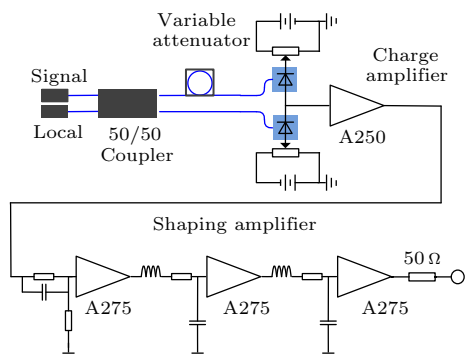 Variable
attenuator
Charge
amplifier
Signal
Local
50/50
Coupler
A250
Shaping amplifier
50 Ω
A275
A275
A275